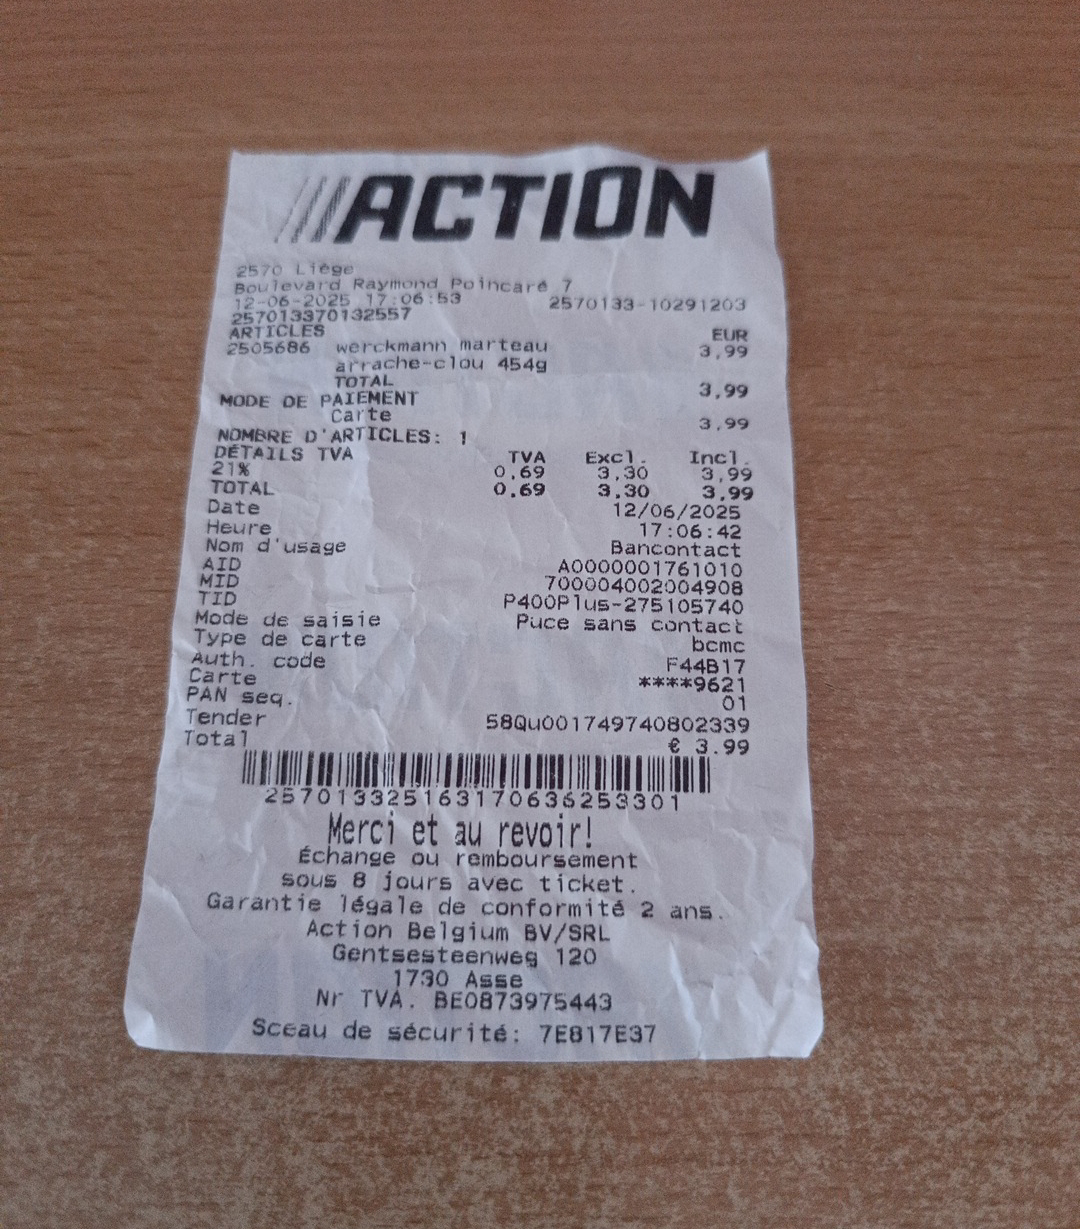 ACTION
2570 Liège
Boulevard Raymond Poincaré 7
12-06-2025 17:06:53 2570133-10291203
257013370132557
ARTICLES EUR
2505686 werckmann marteau 3,99
arrache-clou 454g
TOTAL 3,99
MODE DE PAIEMENT
Carte 3,99
NOMBRE D'ARTICLES: 1
DÉTAILS TVA TVA Excl. Incl.
21% 0,69 3,30 3,99
TOTAL 0,69 3,30 3,99
Date 12/06/2025
Heure 17:06:42
Nom d'usage Bancontact
AID A0000001761010
MID 700004002004908
TID P400Plus-275105740
Mode de saisie Puce sans contact
Type de carte bcmc
Auth. code F44B17
Carte ****9621
PAN seq. 01
Tender 58Qu001749740802339
Total € 3.99
257013325163170636253301
Merci et au revoir!
Échange ou remboursement
sous 8 jours avec ticket.
Garantie légale de conformité 2 ans.
Action Belgium BV/SRL
Gentsesteenweg 120
1730 Asse
Nr TVA. BE0873975443
Sceau de sécurité: 7E817E37